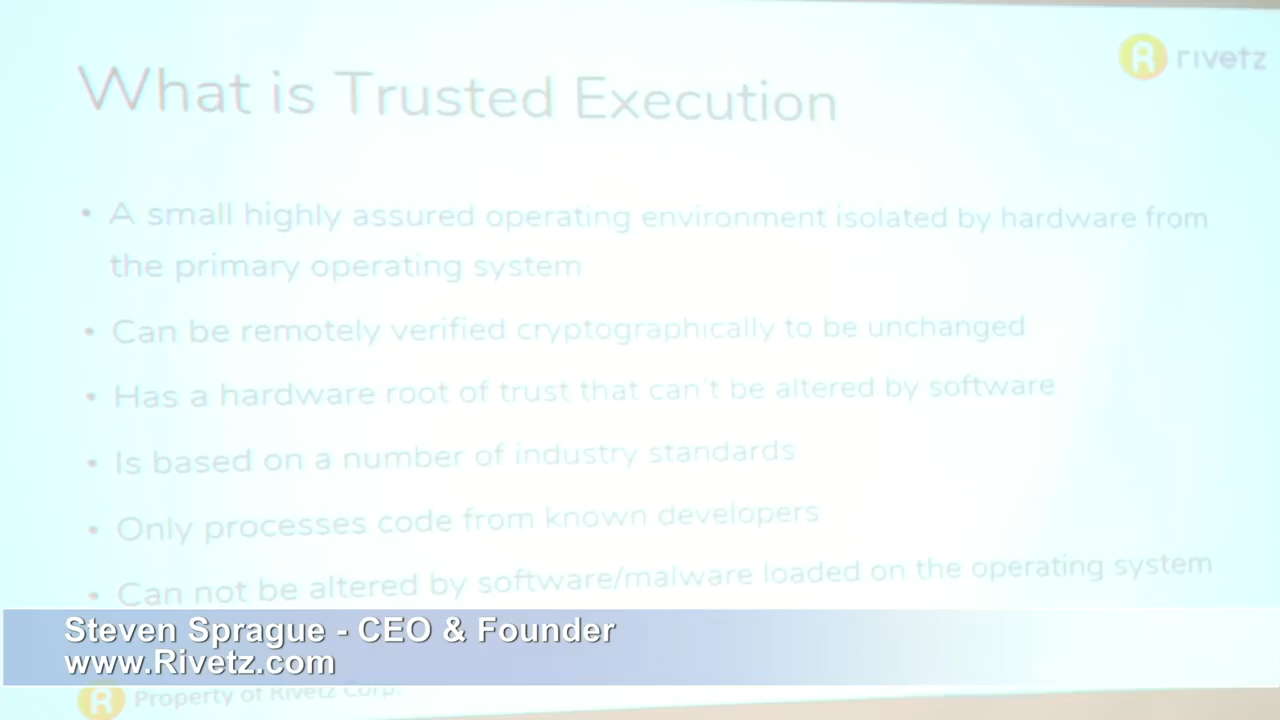 rivetz
What is Trusted Execution
• A small highly assured operating environment isolated by hardware from
the primary operating system
• Can be remotely verified cryptographically to be unchanged
• Has a hardware root of trust that can't be altered by software
• Is based on a number of industry standards
• Only processes code from known developers
• Can not be altered by software/malware loaded on the operating system
Steven Sprague - CEO & Founder
www.Rivetz.com
Property of Rivetz Corp.